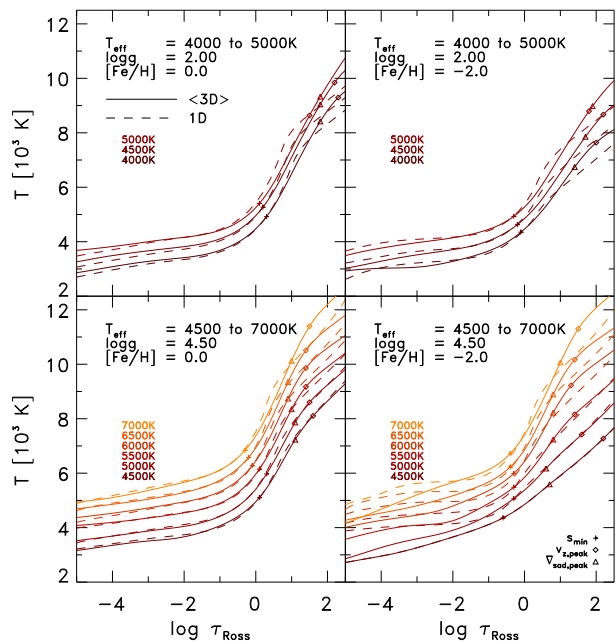 T_eff = 4000 to 5000K
logg = 2.00
[Fe/H] = 0.0
<3D>
1D
5000K
4500K
4000K
T_eff = 4000 to 5000K
logg = 2.00
[Fe/H] = -2.0
5000K
4500K
4000K
12
10
8
6
4
2
T [10³ K]
T_eff = 4500 to 7000K
logg = 4.50
[Fe/H] = 0.0
7000K
6500K
6000K
5500K
5000K
4500K
T_eff = 4500 to 7000K
logg = 4.50
[Fe/H] = -2.0
7000K
6500K
6000K
5500K
5000K
4500K
s_min +
v_z,peak ◇
∇_sad,peak △
12
10
8
6
4
2
T [10³ K]
-4 -2 0 2
-4 -2 0 2
log τ_Ross
log τ_Ross